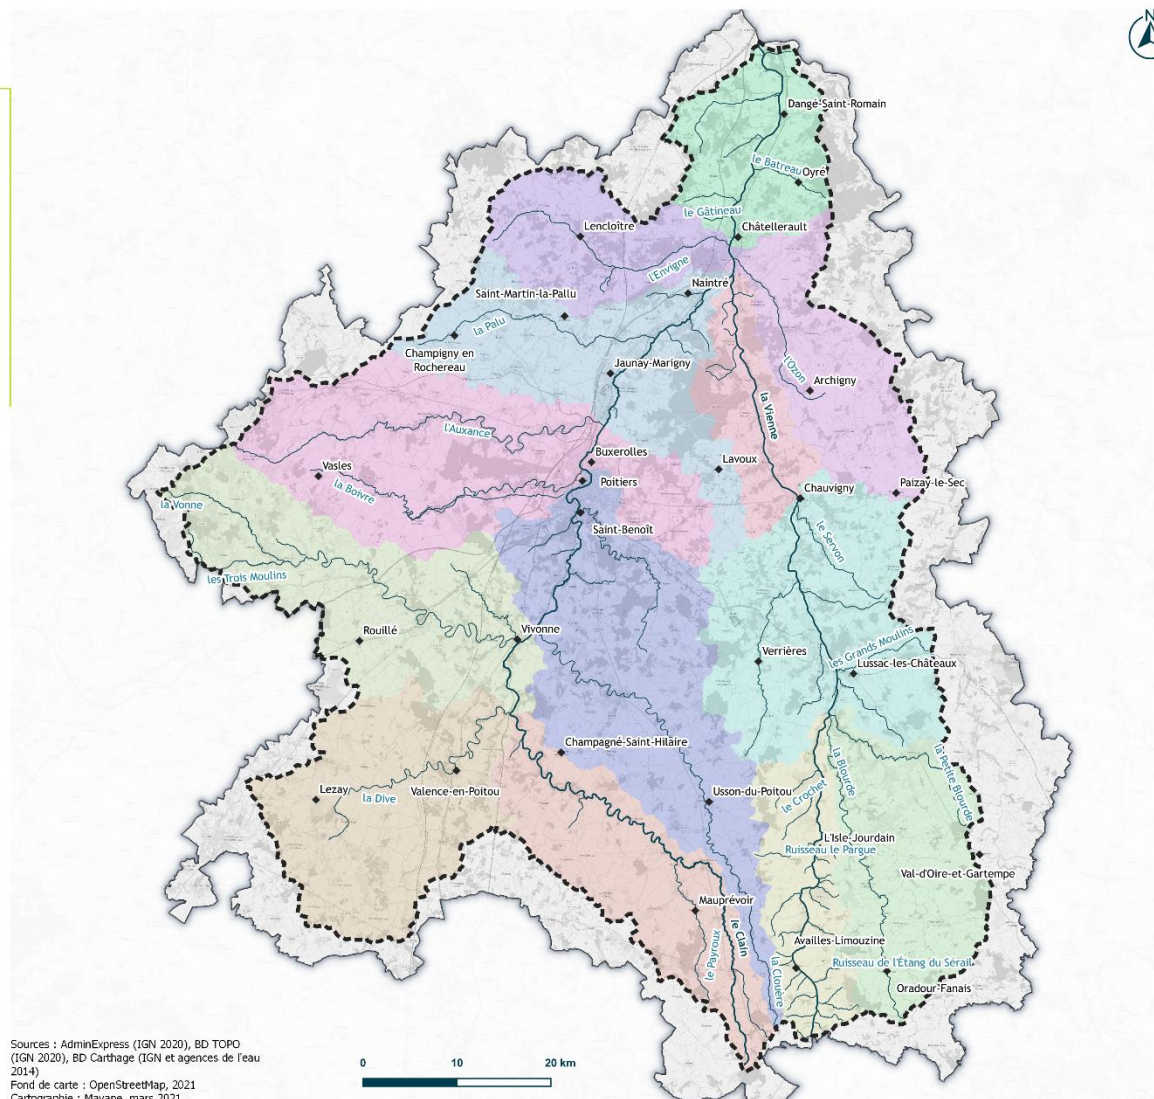 N
Dangé-Saint-Romain
le Batreau
Oyré
le Gâtineau
Châtellerault
Lencloître
l'Envigne
Naintré
Saint-Martin-la-Pallu
la Palu
Champigny en
Rochereau
Jaunay-Marigny
l'Ozon
Archigny
la Vienne
l'Auxance
Buxerolles
Lavoux
Vasles
la Boivre
Poitiers
Paizay-le-Sec
Chauvigny
la Vonne
Saint-Benoît
le Servon
les Trois Moulins
Vivonne
Rouillé
les Grands Moulins
Verrières
Lussac-les-Châteaux
Champagné-Saint-Hilaire
la Blourde
la Petite Blourde
Lezay
la Dive
Valence-en-Poitou
Usson-du-Poitou
le Crochet
L'Isle-Jourdain
Ruisseau le Pargue
Val-d'Oire-et-Gartempe
Mauprévoir
le Payroux
le Clain
la Clouère
Availles-Limouzine
Ruisseau de l'Étang du Sérail
Oradour-Fanais
Sources : AdminExpress (IGN 2020), BD TOPO
(IGN 2020), BD Carthage (IGN et agences de l'eau
2014)
Fond de carte : OpenStreetMap, 2021
Cartographie : Mayane, mars 2021
0 10 20 km